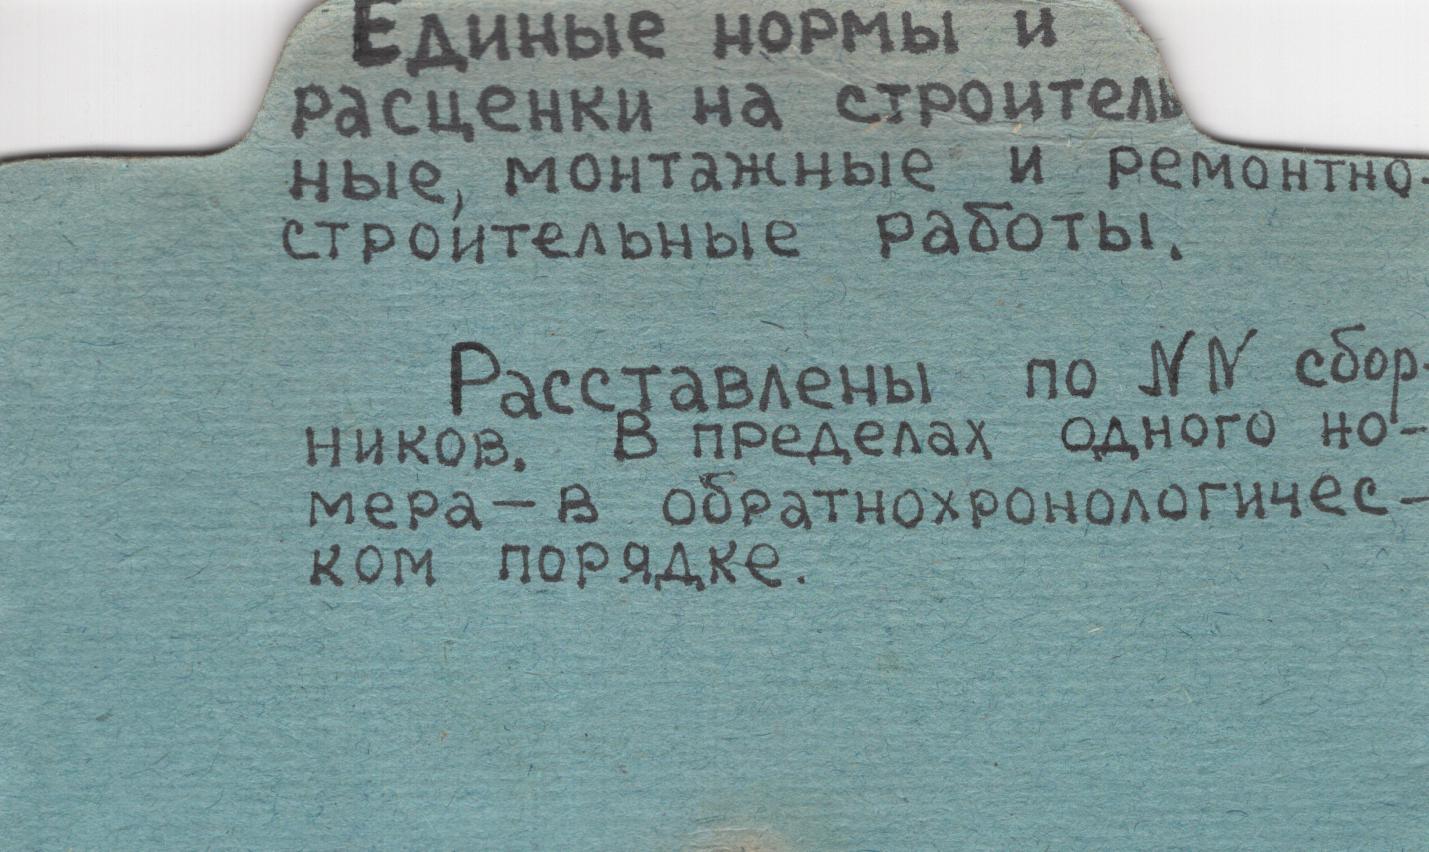 Единые нормы и
расценки на строитель
ные, монтажные и ремонтно-
строительные работы.
Расставлены по NN сбор-
ников. В пределах одного но-
мера — в обратнохронологичес-
ком порядке.